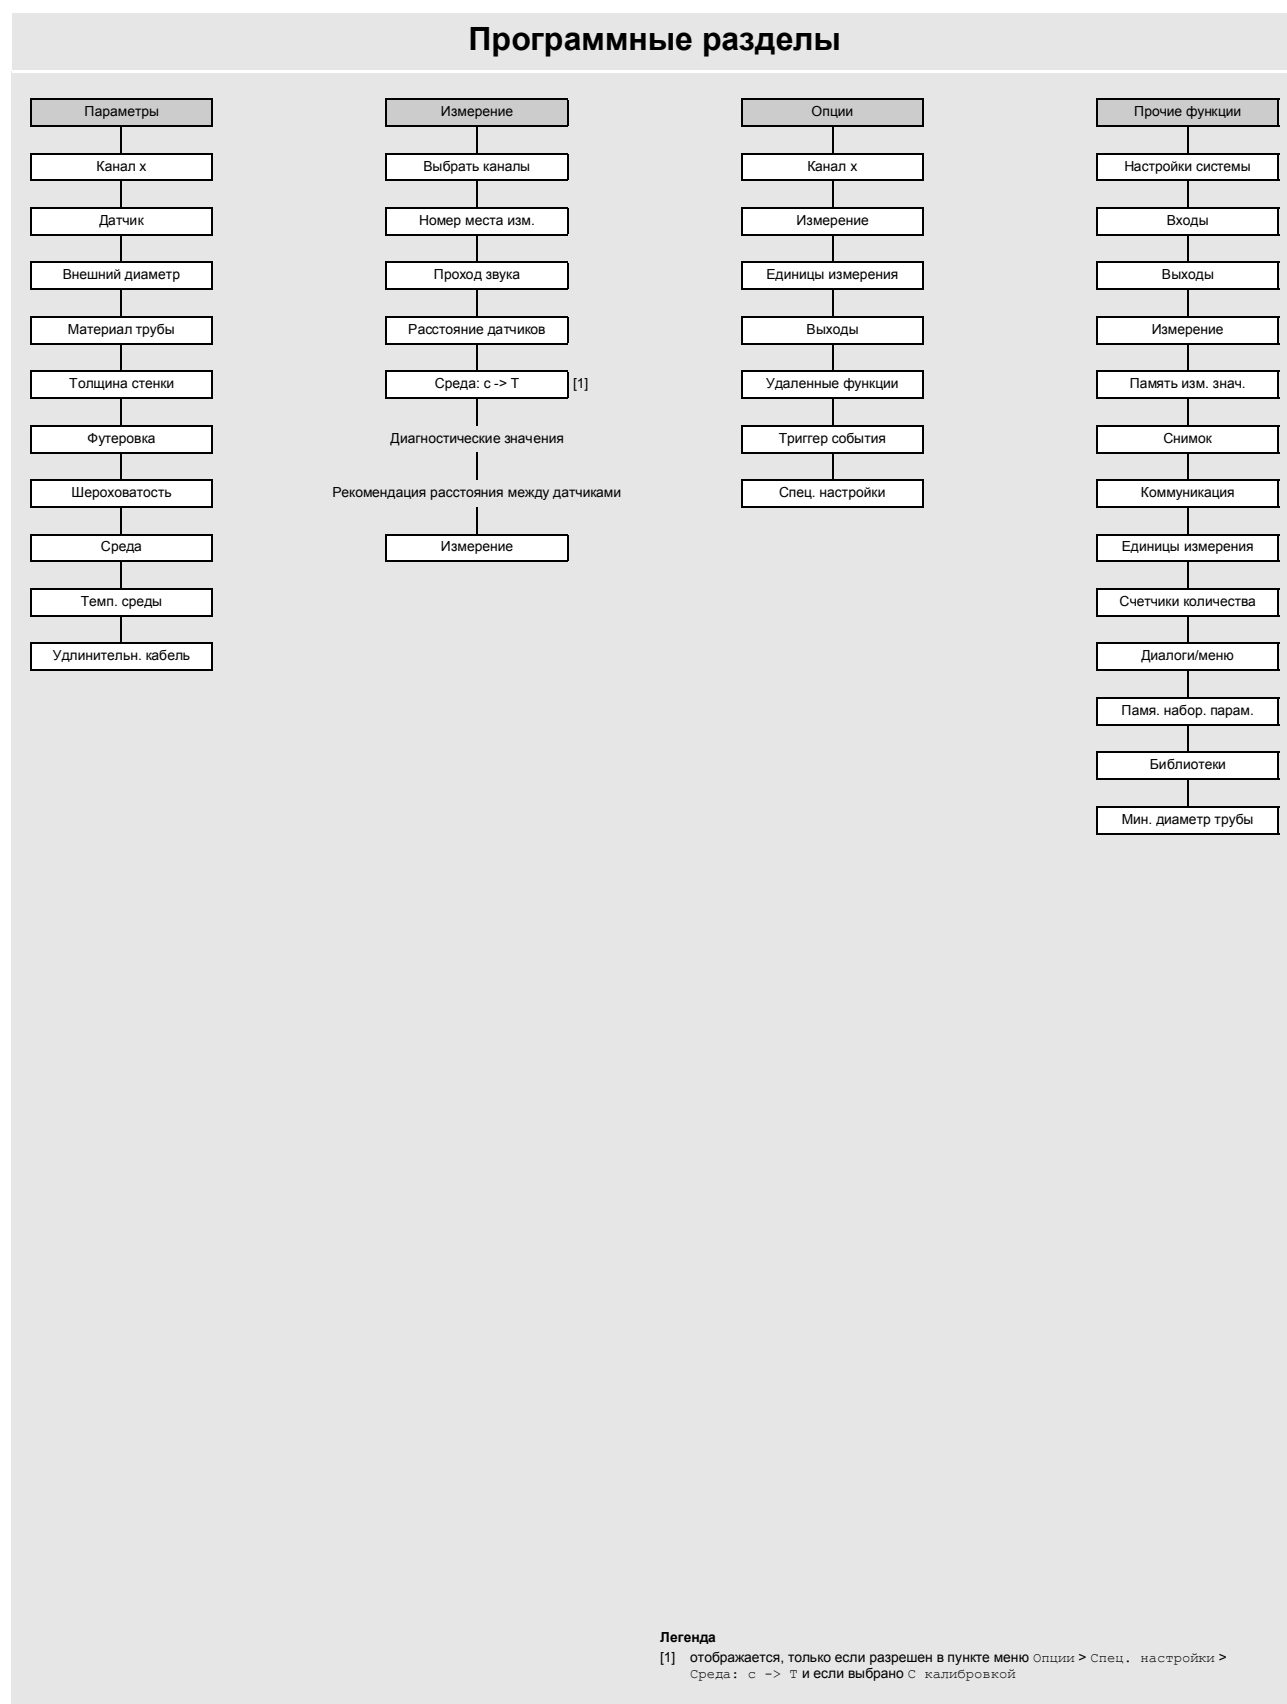 Программные разделы
Параметры
Канал x
Датчик
Внешний диаметр
Материал трубы
Толщина стенки
Футеровка
Шероховатость
Среда
Темп. среды
Удлинительн. кабель
Измерение
Выбрать каналы
Номер места изм.
Проход звука
Расстояние датчиков
Среда: c -> T [1]
Диагностические значения
Рекомендация расстояния между датчиками
Измерение
Опции
Канал x
Измерение
Единицы измерения
Выходы
Удаленные функции
Триггер события
Спец. настройки
Прочие функции
Настройки системы
Входы
Выходы
Измерение
Память изм. знач.
Снимок
Коммуникация
Единицы измерения
Счетчики количества
Диалоги/меню
Памя. набор. парам.
Библиотеки
Мин. диаметр трубы
Легенда
[1] отображается, только если разрешен в пункте меню Опции > Спец. настройки >
Среда: c -> T и если выбрано С калибровкой